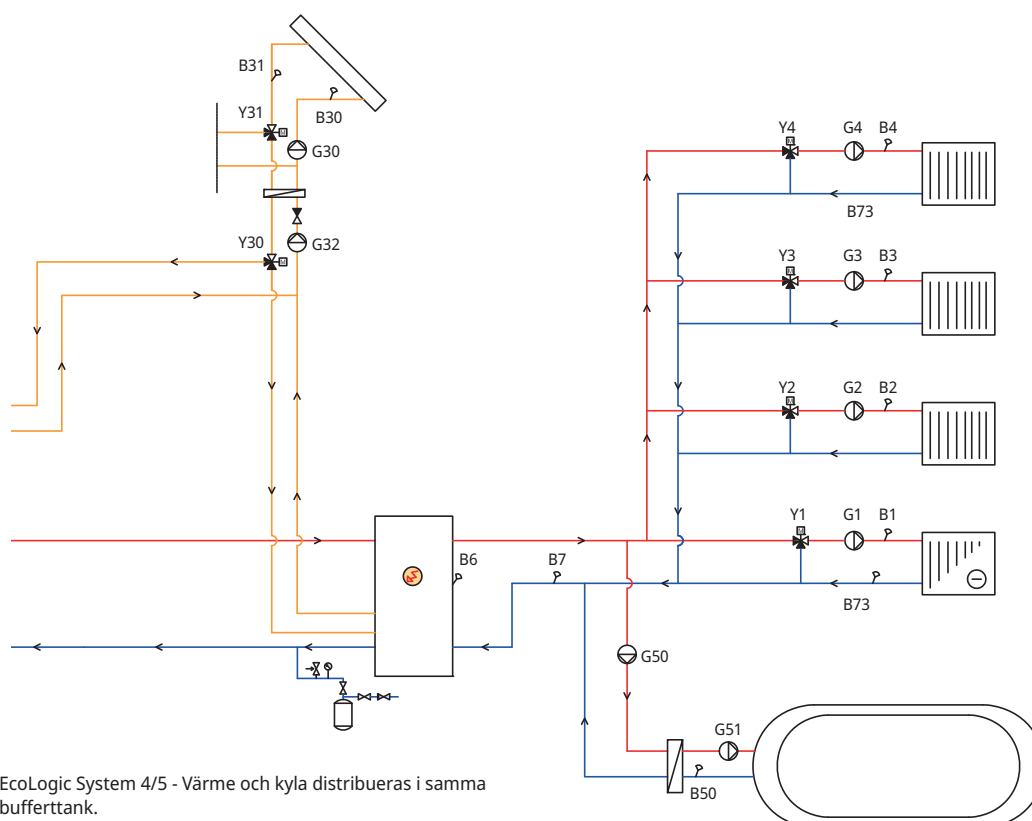 B31
B30
Y31
G30
Y30
G32
Y4
G4
B4
B73
Y3
G3
B3
Y2
G2
B2
Y1
G1
B1
B6
B7
B73
G50
G51
B50
EcoLogic System 4/5 - Värme och kyla distribueras i samma
bufferttank.